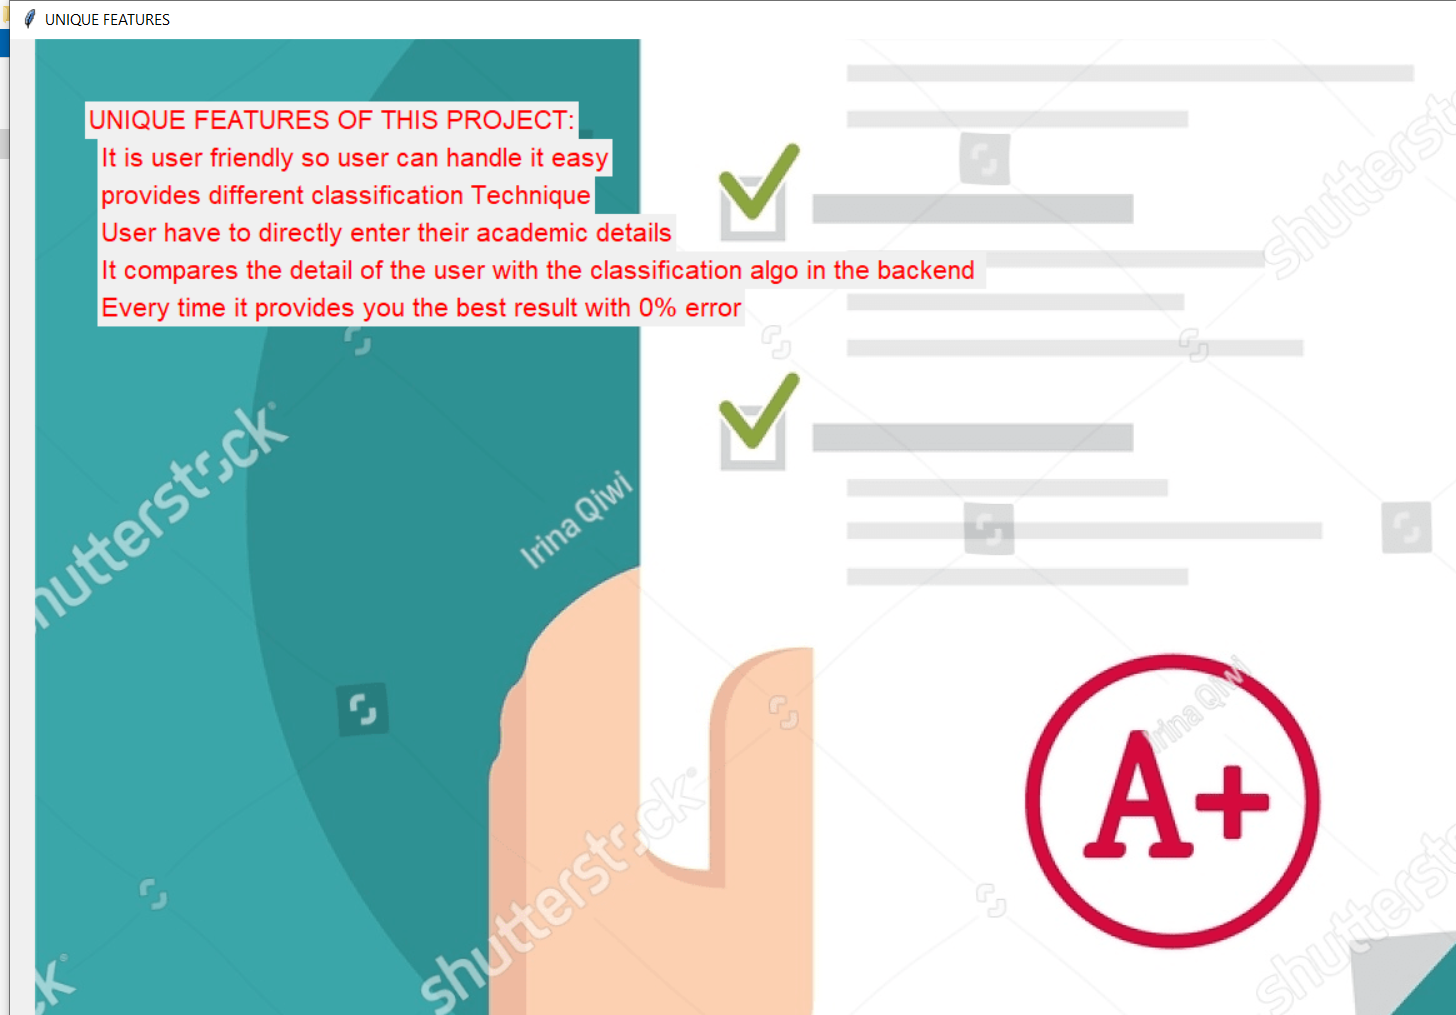 UNIQUE FEATURES
UNIQUE FEATURES OF THIS PROJECT:
It is user friendly so user can handle it easy
provides different classification Technique
User have to directly enter their academic details
It compares the detail of the user with the classification algo in the backend
Every time it provides you the best result with 0% error
shutterstock
shutterstock
Irina Qiwi
Irina Qiwi
A+
shutterstock
shutterstock
ck